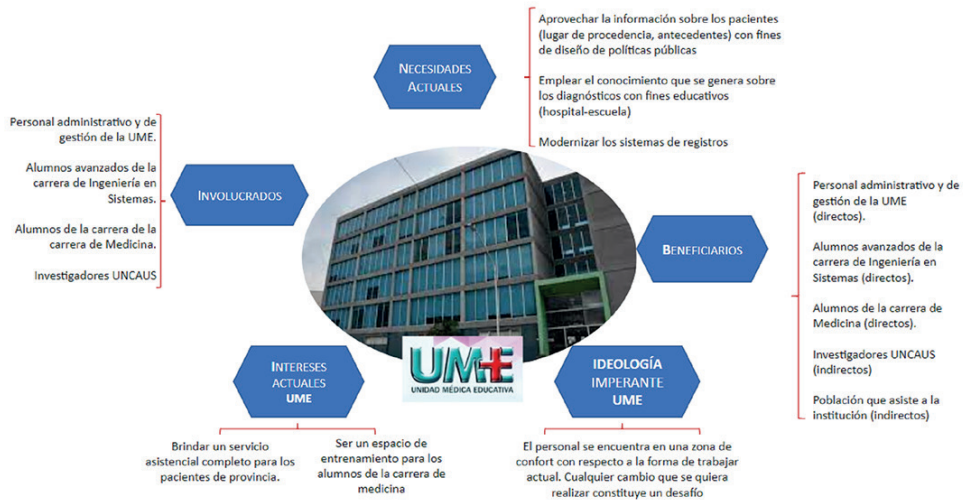 NECESIDADES
ACTUALES
Aprovechar la información sobre los pacientes
(lugar de procedencia, antecedentes) con fines
de diseño de políticas públicas
Emplear el conocimiento que se genera sobre
los diagnósticos con fines educativos
(hospital-escuela)
Modernizar los sistemas de registros
Personal administrativo y de
gestión de la UME.
Alumnos avanzados de la
carrera de Ingeniería en
Sistemas.
Alumnos de la carrera de la
carrera de Medicina.
Investigadores UNCAUS
INVOLUCRADOS
BENEFICIARIOS
Personal administrativo y de
gestión de la UME
(directos).
Alumnos avanzados de la
carrera de Ingeniería en
Sistemas (directos).
Alumnos de la carrera de
Medicina (directos).
Investigadores UNCAUS
(indirectos)
Población que asiste a la
institución (indirectos)
INTERESES
ACTUALES
UME
Brindar un servicio
asistencial completo para los
pacientes de provincia.
Ser un espacio de
entrenamiento para los
alumnos de la carrera de
medicina
UME
UNIDAD MÉDICA EDUCATIVA
IDEOLOGÍA
IMPERANTE
UME
El personal se encuentra en una zona de
confort con respecto a la forma de trabajar
actual. Cualquier cambio que se quiera
realizar constituye un desafío